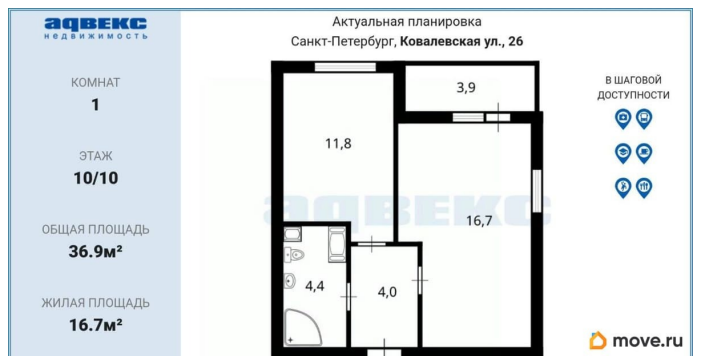 адвекс
недвижимость
КОМНАТ
1
ЭТАЖ
10/10
ОБЩАЯ ПЛОЩАДЬ
36.9м²
ЖИЛАЯ ПЛОЩАДЬ
16.7м²
Актуальная планировка
Санкт-Петербург, Ковалевская ул., 26
3,9
11,8
адвекс
16,7
4,4
4,0
В ШАГОВОЙ
ДОСТУПНОСТИ
move.ru